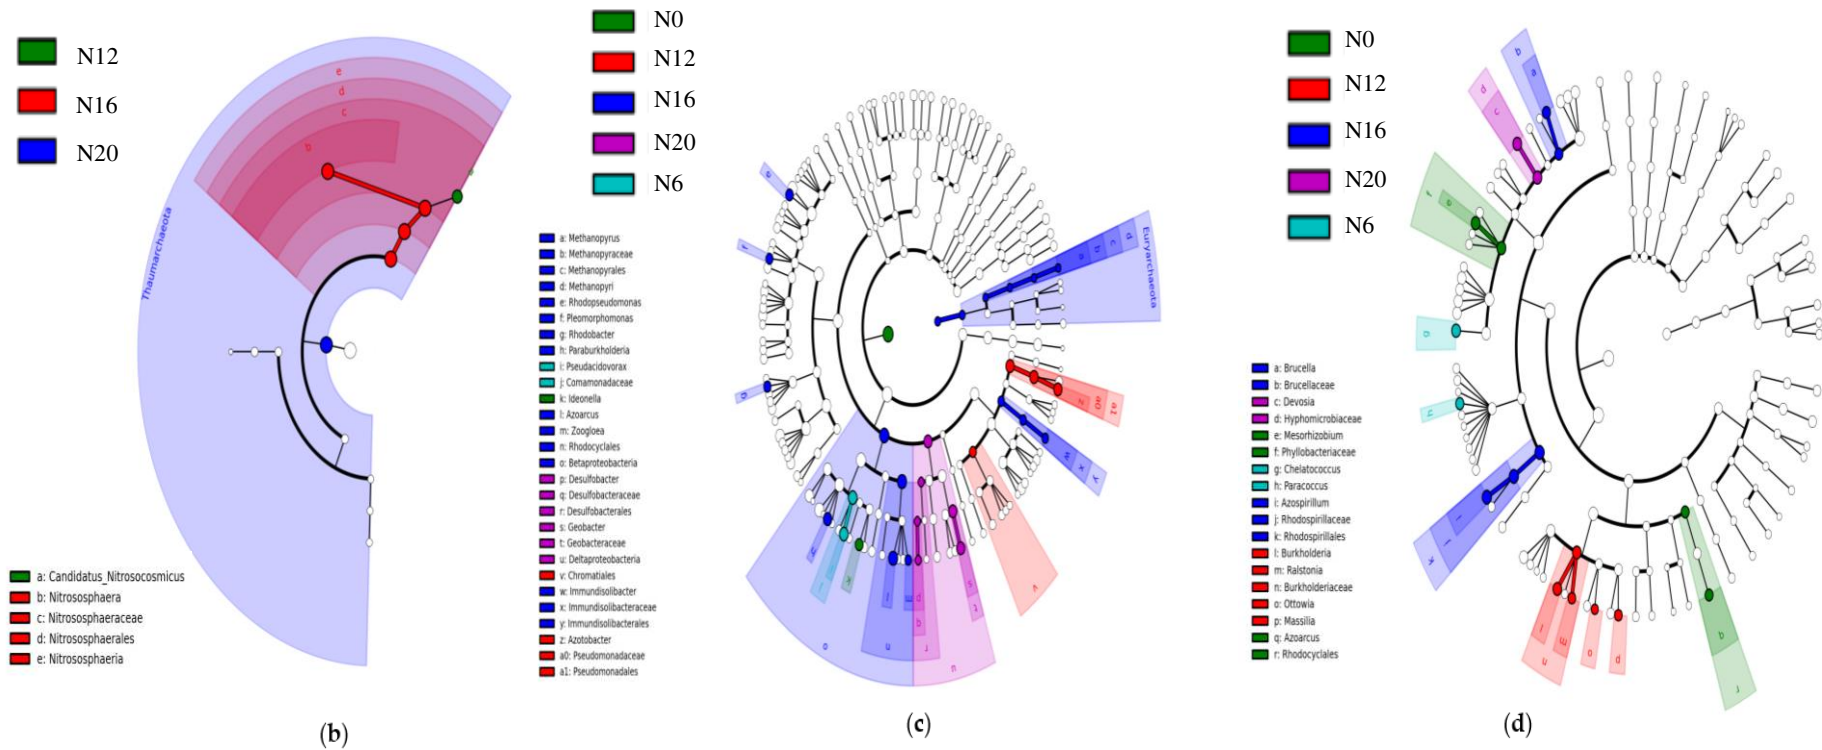 N12
N16
N20
Thaumarchaeota
e
d
c
b
a: Candidatus_Nitrosocosmicus
b: Nitrososphaera
c: Nitrososphaeraceae
d: Nitrososphaerales
e: Nitrososphaeria
(b)
N0
N12
N16
N20
N6
a: Methanopyrus
b: Methanopyraceae
c: Methanopyrales
d: Methanopyri
e: Rhodopseudomonas
f: Pleomorphomonas
g: Rhodobacter
h: Paraburkholderia
i: Pseudacidovorax
j: Comamonadaceae
k: Ideonella
l: Azoarcus
m: Zoogloea
n: Rhodocyclales
o: Betaproteobacteria
p: Desulfobacter
q: Desulfobacteraceae
r: Desulfobacterales
s: Geobacter
t: Geobacteraceae
u: Deltaproteobacteria
v: Chromatiales
w: Immundisolibacter
x: Immundisolibacteraceae
y: Immundisolibacterales
z: Azotobacter
a0: Pseudomonadaceae
a1: Pseudomonadales
e
f
g
a
b
c
d
Euryarchaeota
z
a0
a1
w
x
y
v
h
i
k
l
m
n
o
p
q
r
s
t
u
(c)
N0
N12
N16
N20
N6
a: Brucella
b: Brucellaceae
c: Devosia
d: Hyphomicrobiaceae
e: Mesorhizobium
f: Phyllobacteriaceae
g: Chelatococcus
h: Paracoccus
i: Azospirillum
j: Rhodospirillaceae
k: Rhodospirillales
l: Burkholderia
m: Ralstonia
n: Burkholderiaceae
o: Ottowia
p: Massilia
q: Azoarcus
r: Rhodocyclales
b
a
d
c
f
e
g
h
i
j
k
l
m
n
o
p
q
r
(d)